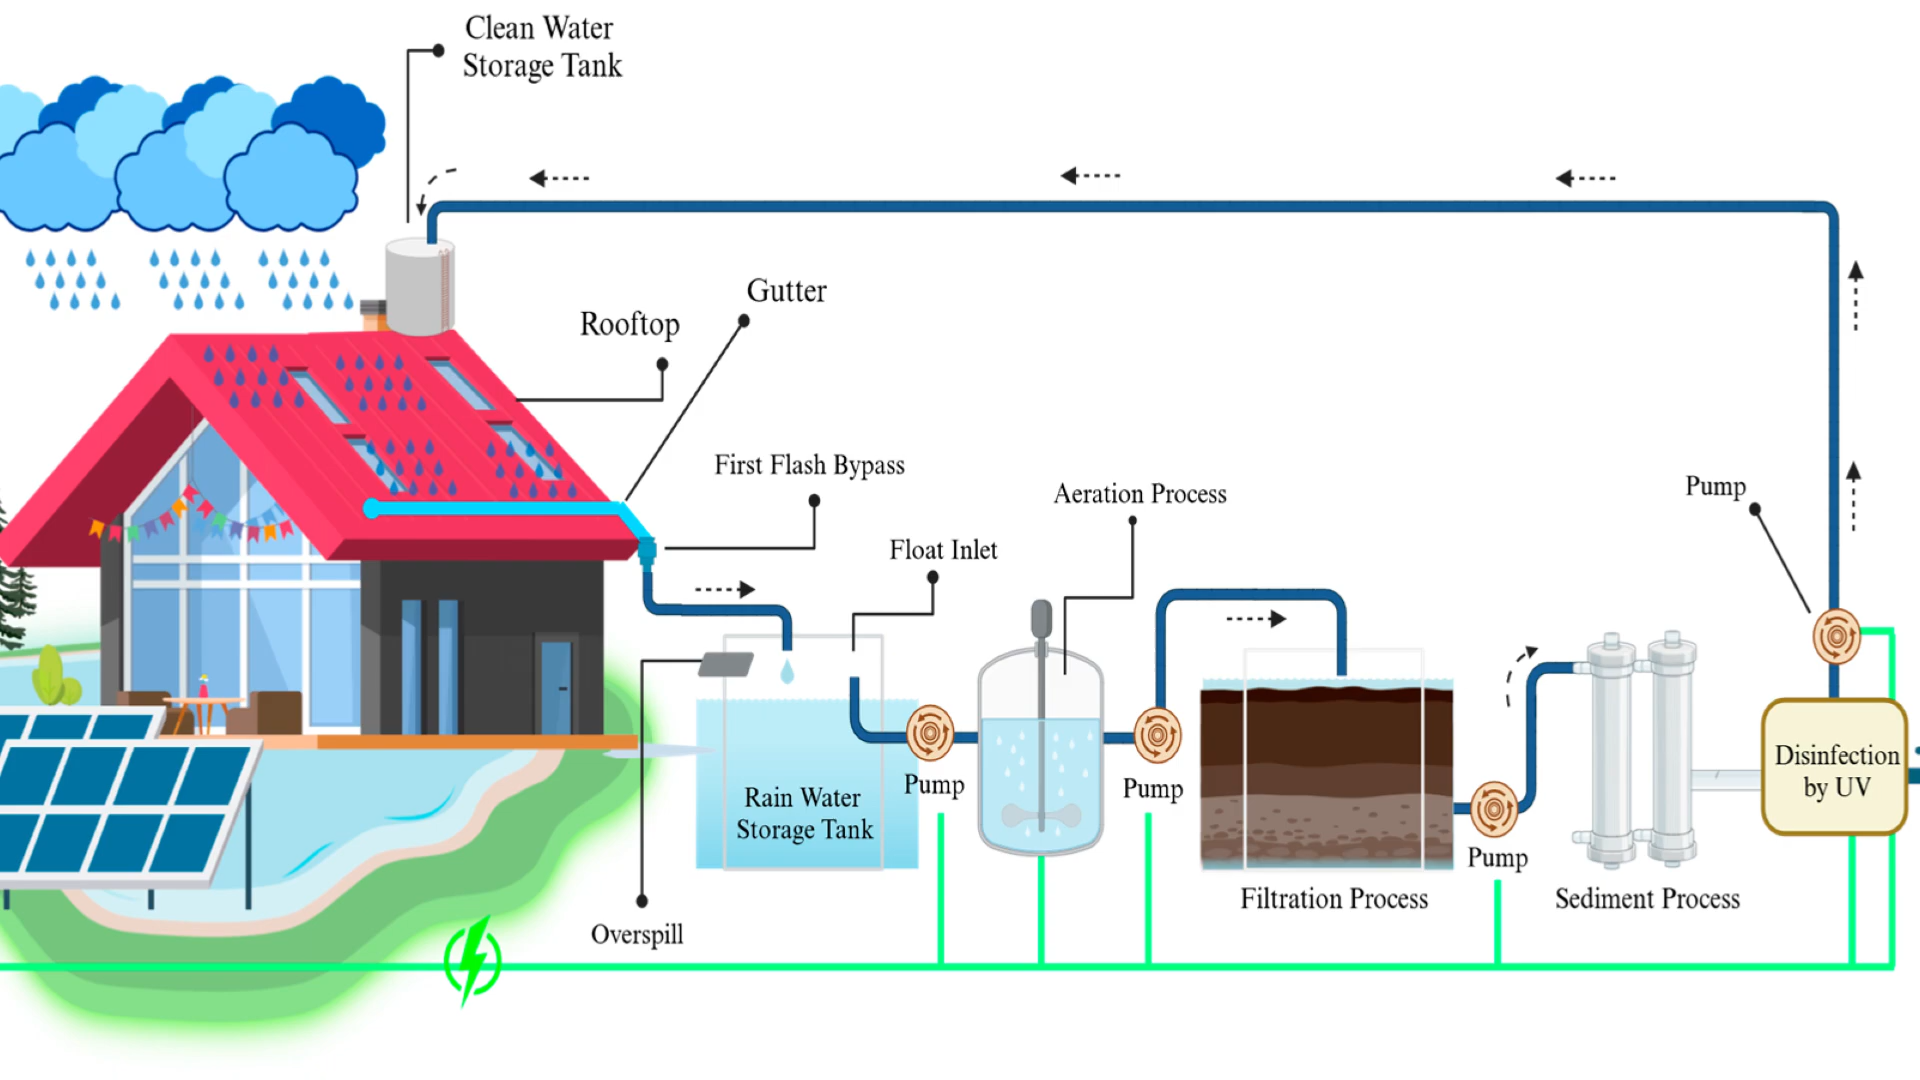 Clean Water
Storage Tank
Gutter
Rooftop
First Flash Bypass
Aeration Process
Pump
Float Inlet
Disinfection
by UV
Pump
Pump
Rain Water
Storage Tank
Pump
Filtration Process
Sediment Process
Overspill